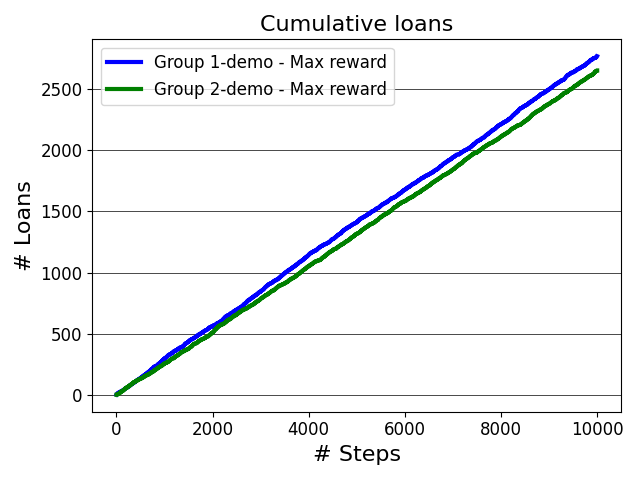 Cumulative loans
Group 1-demo - Max reward
Group 2-demo - Max reward
# Loans
2500
2000
1500
1000
500
0
0 2000 4000 6000 8000 10000
# Steps